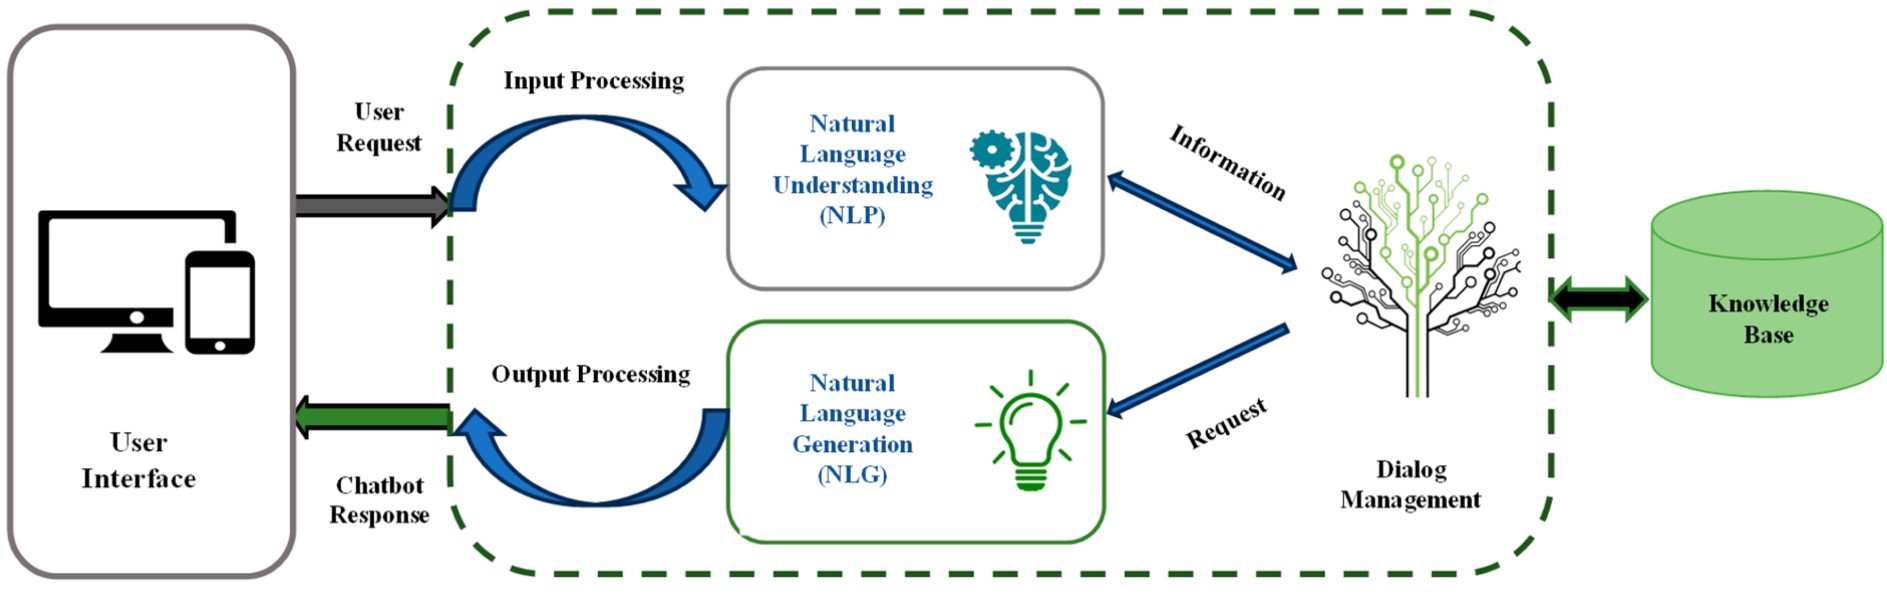 User
Request
Input Processing
Natural
Language
Understanding
(NLP)
Information
Knowledge
Base
User
Interface
Chatbot
Response
Output Processing
Natural
Language
Generation
(NLG)
Request
Dialog
Management